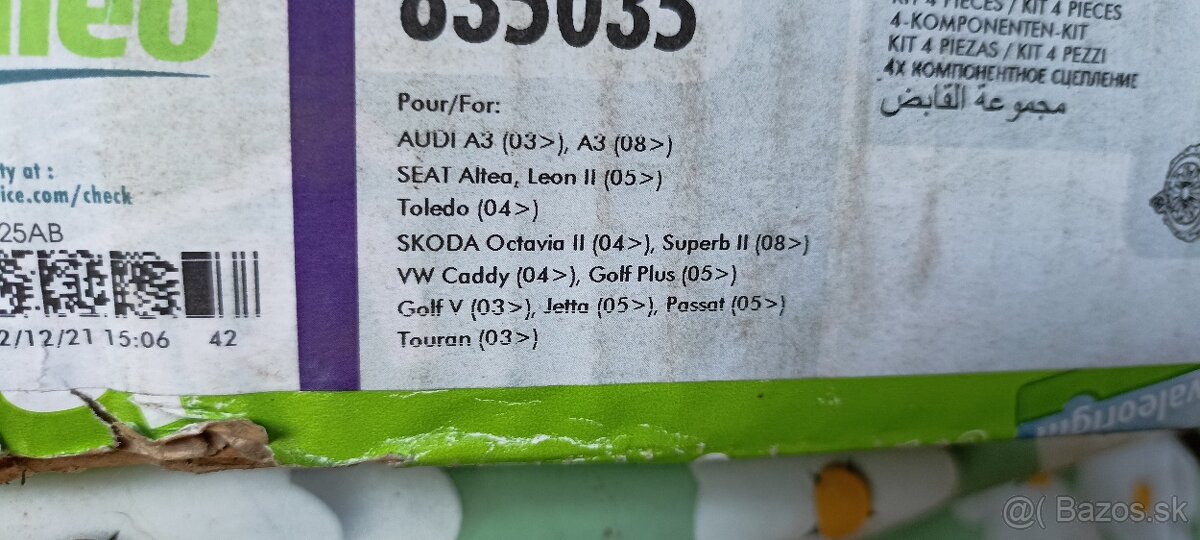 835035
KIT 4 PIECES / KIT 4 PIECES
4-KOMPONENTEN-KIT
KIT 4 PIEZAS / KIT 4 PEZZI
4X КОМПОНЕНТНОЕ СЦЕПЛЕНИЕ
مجموعة القابض
Pour/For:
AUDI A3 (03>), A3 (08>)
SEAT Altea, Leon II (05>)
Toledo (04>)
SKODA Octavia II (04>), Superb II (08>)
VW Caddy (04>), Golf Plus (05>)
Golf V (03>), Jetta (05>), Passat (05>)
Touran (03>)
ty at :
ice.com/check
25AB
2/12/21 15:06 42
valeorigin
@( Bazos.sk